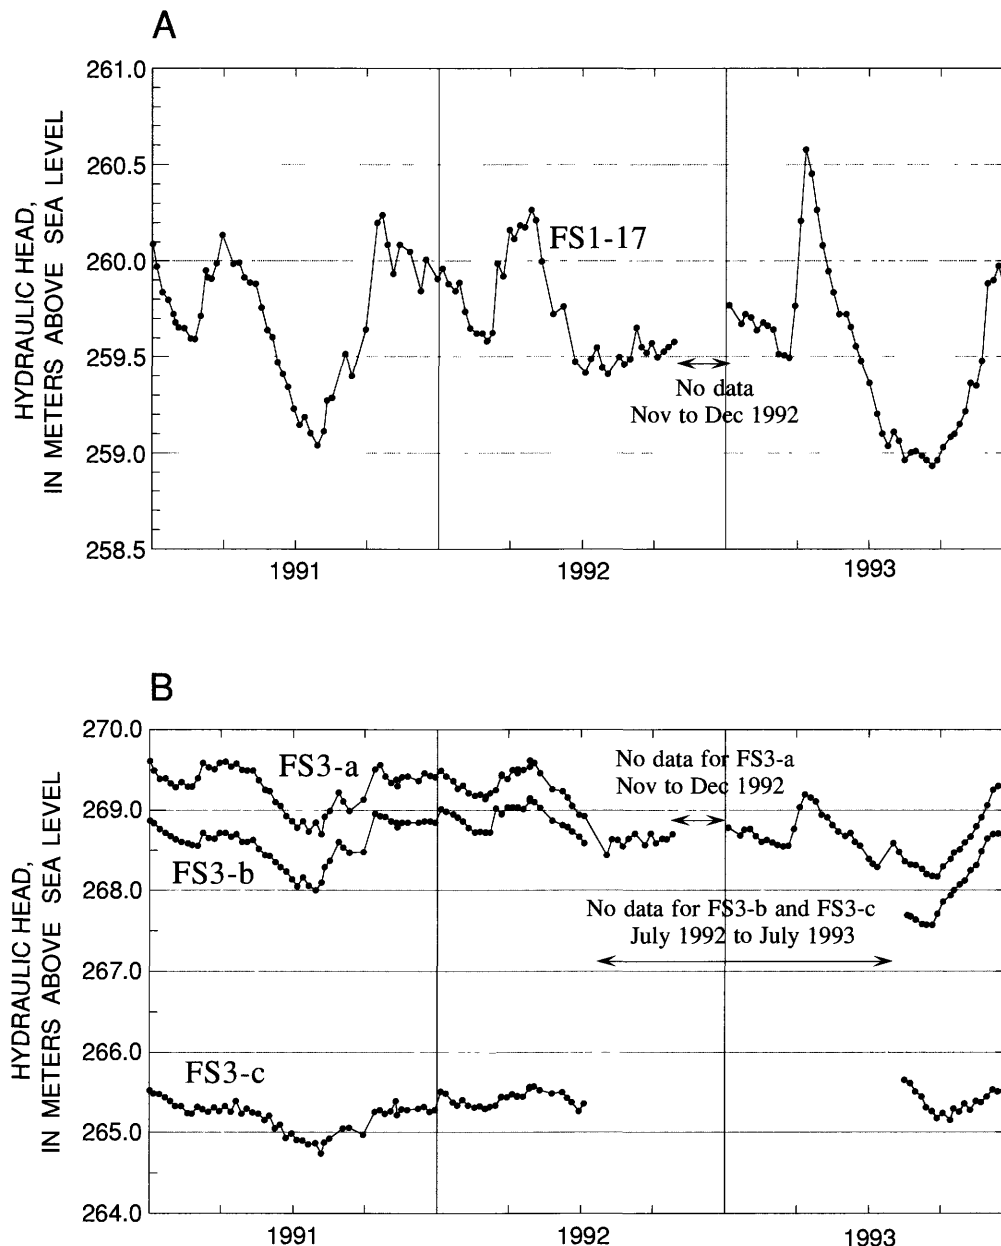 A
HYDRAULIC HEAD,
IN METERS ABOVE SEA LEVEL
261.0
260.5
260.0
259.5
259.0
258.5
FS1-17
No data
Nov to Dec 1992
1991
1992
1993
B
HYDRAULIC HEAD,
IN METERS ABOVE SEA LEVEL
270.0
269.0
268.0
267.0
266.0
265.0
264.0
FS3-a
No data for FS3-a
Nov to Dec 1992
FS3-b
No data for FS3-b and FS3-c
July 1992 to July 1993
FS3-c
1991
1992
1993